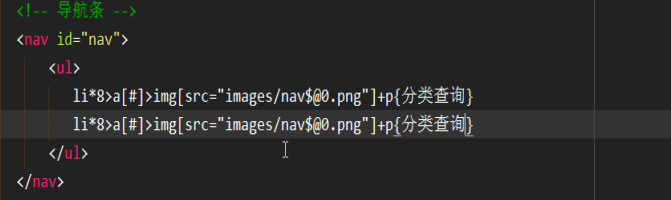 <!-- 导航条 -->
<nav id="nav">
<ul>
li*8>a[#]>img[src="images/nav$@0.png"]+p{分类查询}
li*8>a[#]>img[src="images/nav$@0.png"]+p{分类查询}
</ul>
</nav>